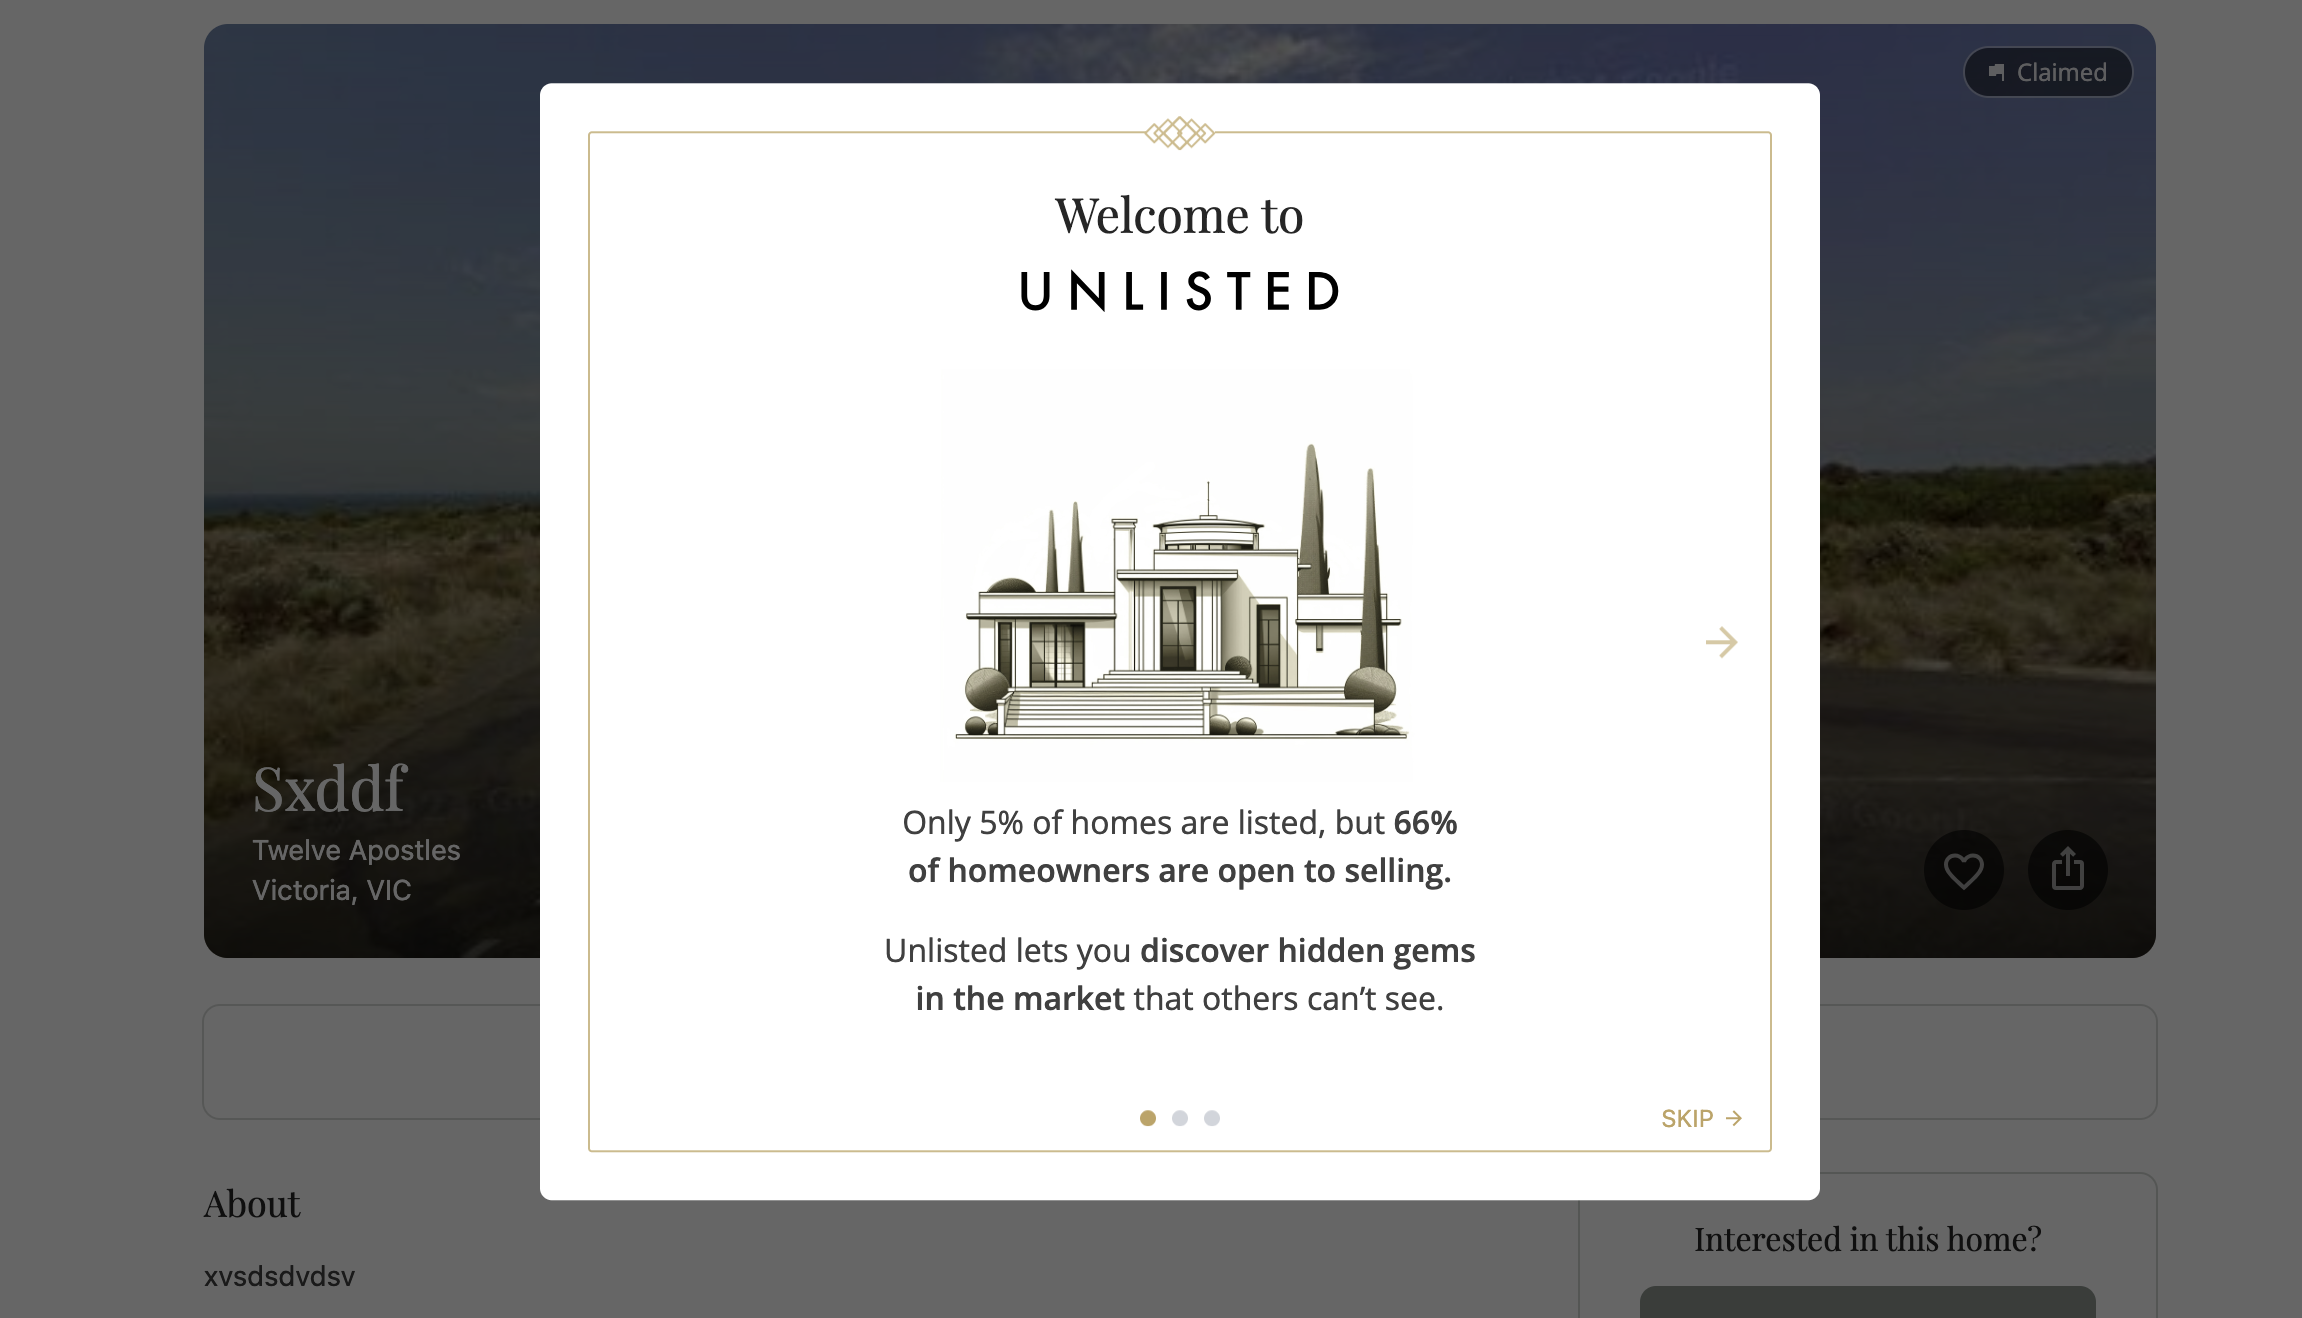 Claimed
Welcome to
UNLISTED
Only 5% of homes are listed, but 66%
of homeowners are open to selling.
Unlisted lets you discover hidden gems
in the market that others can’t see.
SKIP
Sxddf
Twelve Apostles
Victoria, VIC
About
xvsdsdvdsv
Interested in this home?